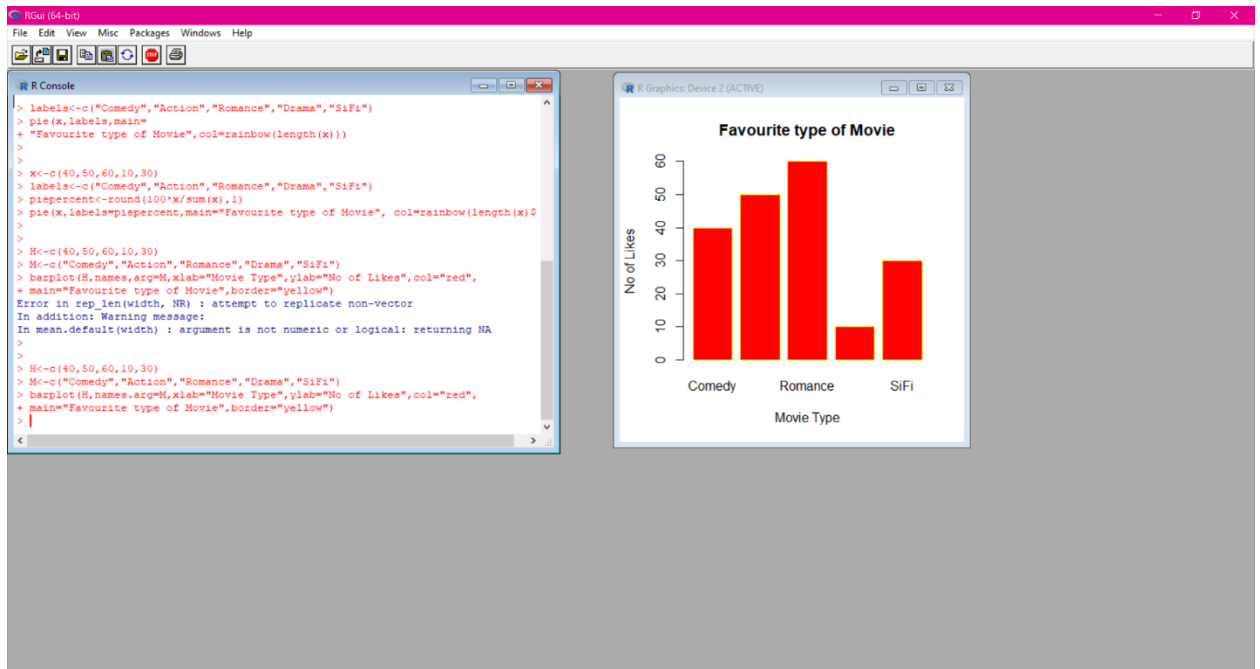 RGui (64-bit)
File Edit View Misc Packages Windows Help
STOP
R Console
> labels<-c("Comedy","Action","Romance","Drama","SiFi")
> pie(x,labels,main=
+ "Favourite type of Movie",col=rainbow(length(x)))
>
>
> x<-c(40,50,60,10,30)
> labels<-c("Comedy","Action","Romance","Drama","SiFi")
> piepercent<-round(100*x/sum(x),1)
> pie(x,labels=piepercent,main="Favourite type of Movie", col=rainbow(length(x)$
>
>
> H<-c(40,50,60,10,30)
> M<-c("Comedy","Action","Romance","Drama","SiFi")
> barplot(H,names,arg=M,xlab="Movie Type",ylab="No of Likes",col="red",
+ main="Favourite type of Movie",border="yellow")
Error in rep_len(width, NR) : attempt to replicate non-vector
In addition: Warning message:
In mean.default(width) : argument is not numeric or logical: returning NA
>
>
> H<-c(40,50,60,10,30)
> M<-c("Comedy","Action","Romance","Drama","SiFi")
> barplot(H,names.arg=M,xlab="Movie Type",ylab="No of Likes",col="red",
+ main="Favourite type of Movie",border="yellow")
>
R Graphics: Device 2 (ACTIVE)
Favourite type of Movie
No of Likes
60
50
40
30
20
10
0
Comedy Romance SiFi
Movie Type